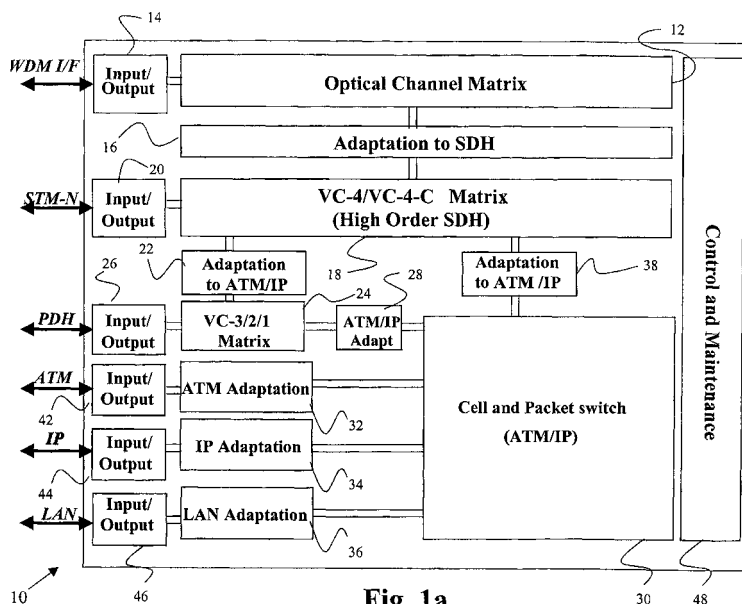 14
12
WDM I/F
Input/
Output
Optical Channel Matrix
16
Adaptation to SDH
20
STM-N
Input/
Output
VC-4/VC-4-C Matrix
(High Order SDH)
22
Adaptation
to ATM/IP
18
28
Adaptation
to ATM /IP
38
26
24
PDH
Input/
Output
VC-3/2/1
Matrix
ATM/IP
Adapt
ATM
Input/
Output
ATM Adaptation
42
32
Cell and Packet switch
(ATM/IP)
IP
Input/
Output
IP Adaptation
44
34
LAN
Input/
Output
LAN Adaptation
36
Control and Maintenance
10
46
Fig. 1a
30
48